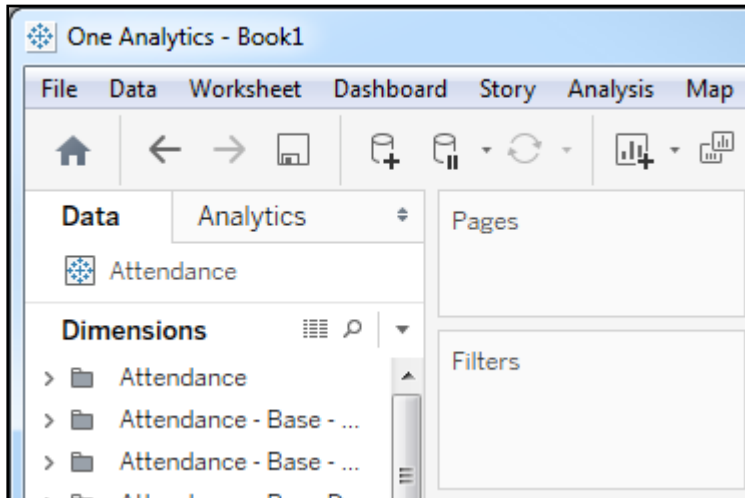 One Analytics - Book1
File Data Worksheet Dashboard Story Analysis Map
Data Analytics
Pages
Attendance
Dimensions
Filters
Attendance
Attendance - Base - ...
Attendance - Base - ...